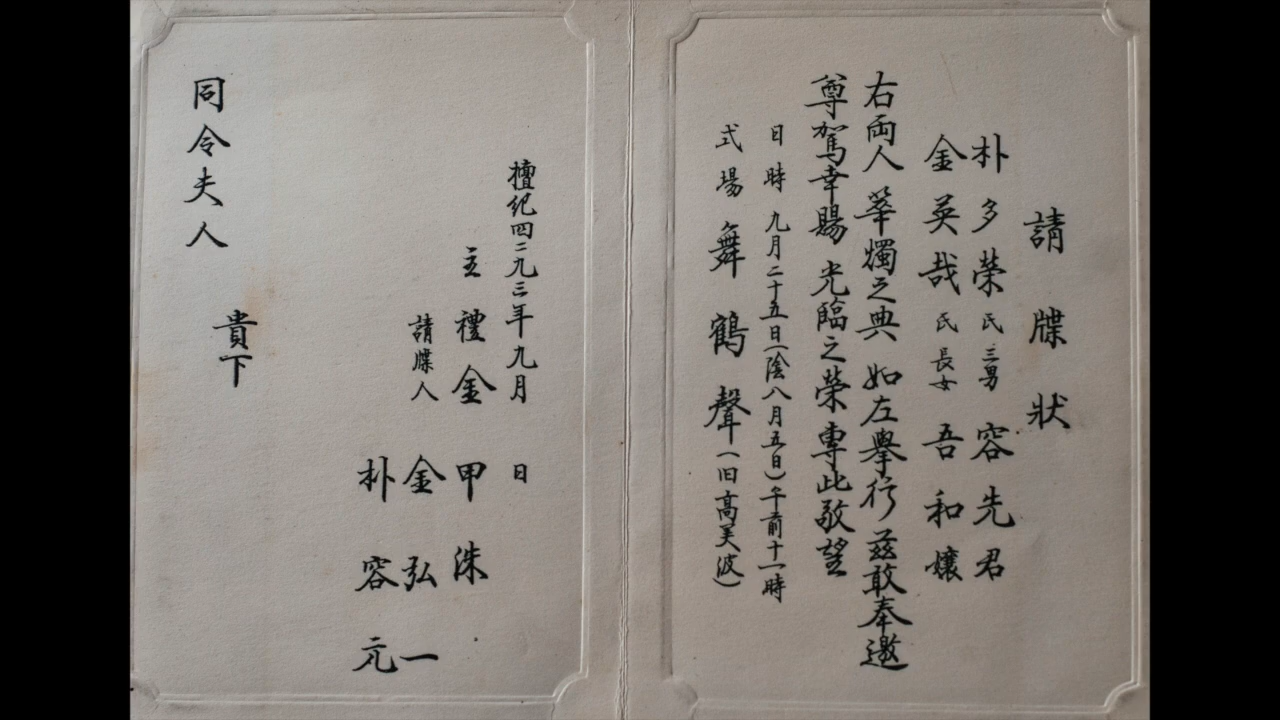 請牒狀
朴多榮氏三男 容先君
金英哉氏長女 吾和孃
右両人 華燭之典 如左擧行 茲敢奉邀
尊駕幸賜 光臨之榮專此敬望
日時 九月二十五日(陰八月五日)午前十一時
式場 舞鶴聲(旧高美波)
檀紀四二九三年九月 日
主禮 金甲洙
請牒人 金弘一
朴容元
同令夫人
貴下